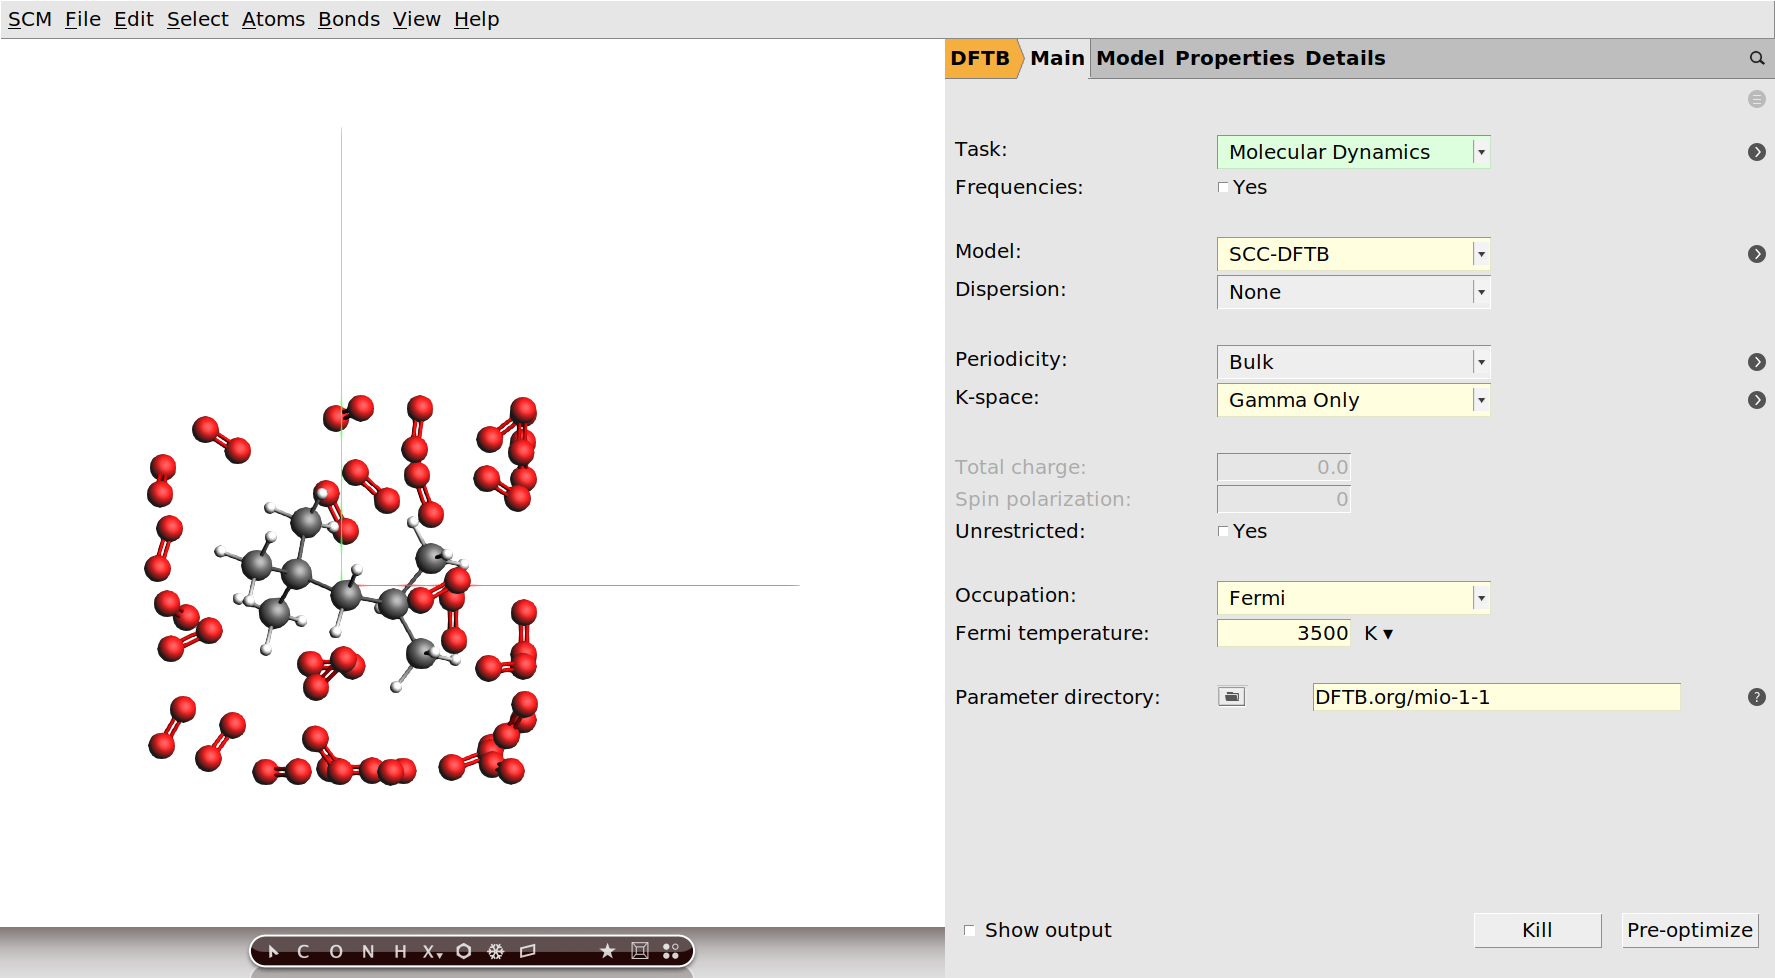 SCM File Edit Select Atoms Bonds View Help
DFTB Main Model Properties Details
Task: Molecular Dynamics
Frequencies: Yes
Model: SCC-DFTB
Dispersion: None
Periodicity: Bulk
K-space: Gamma Only
Total charge: 0.0
Spin polarization: 0
Unrestricted: Yes
Occupation: Fermi
Fermi temperature: 3500 K
Parameter directory: DFTB.org/mio-1-1
?
Show output Kill Pre-optimize
C O N H X